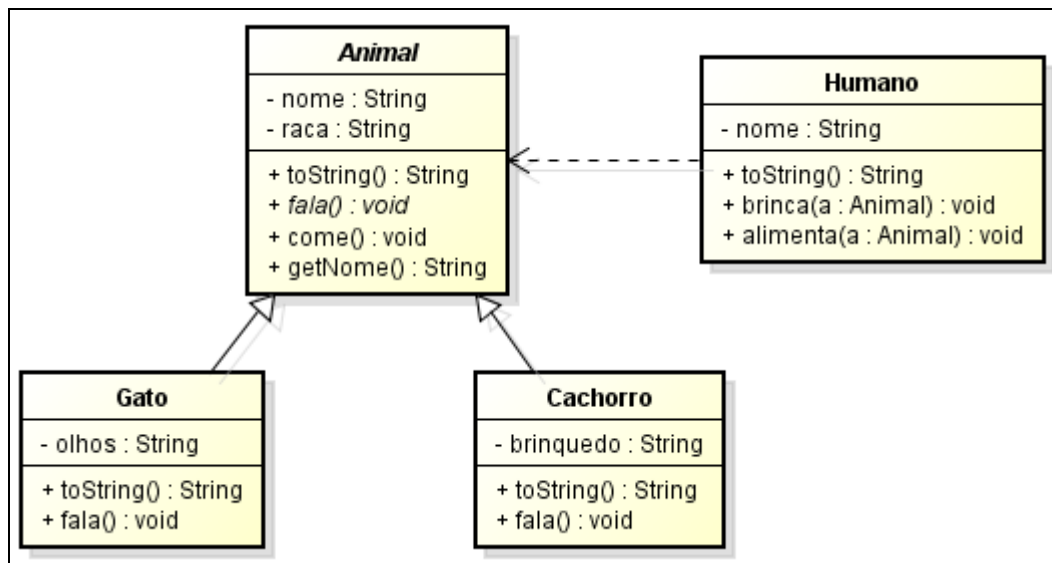 Animal
- nome : String
- raca : String
+ toString() : String
+ fala() : void
+ come() : void
+ getNome() : String
Humano
- nome : String
+ toString() : String
+ brinca(a : Animal) : void
+ alimenta(a : Animal) : void
Gato
- olhos : String
+ toString() : String
+ fala() : void
Cachorro
- brinquedo : String
+ toString() : String
+ fala() : void